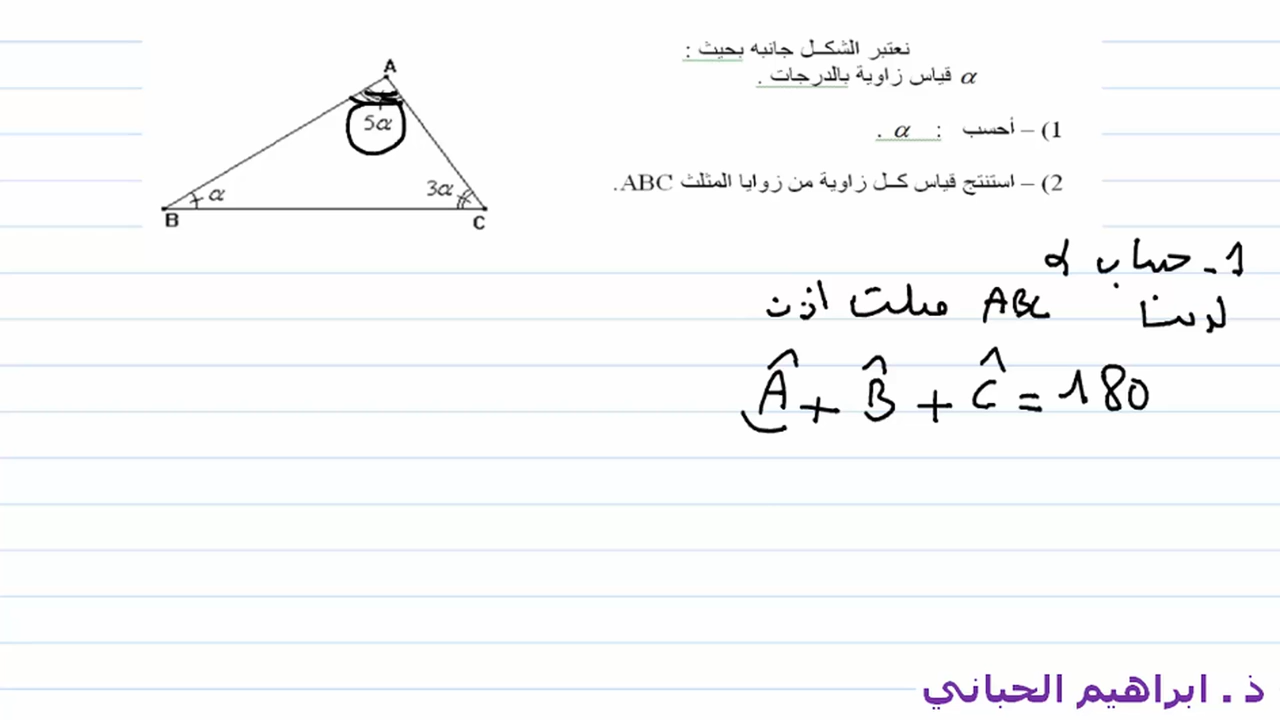 نعتبر الشكل جانبه بحيث :
α قياس زاوية بالدرجات .
1) – أحسب : α .
2) – استنتج قياس كل زاوية من زوايا المثلث ABC.
A
5α
α
3α
B
C
1 - حساب α
لدينا ABC مثلث اذن
Â + B̂ + Ĉ = 180
ذ . ابراهيم الحباني